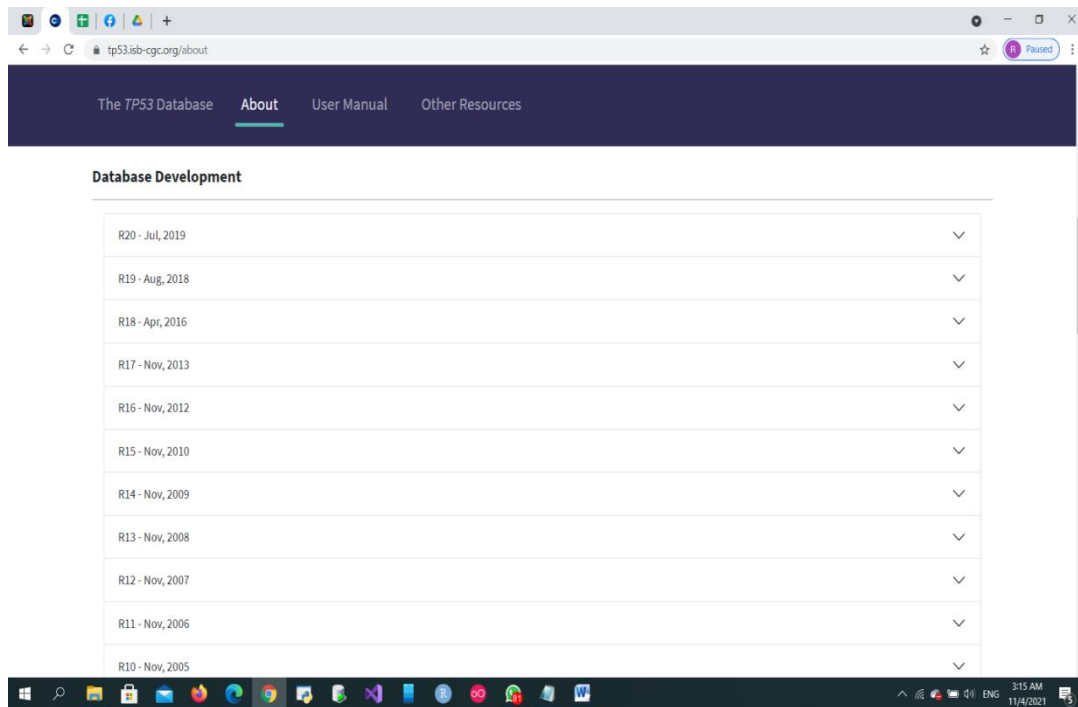 tp53.isb-cgc.org/about
R Paused
The TP53 Database About User Manual Other Resources
Database Development
R20 - Jul, 2019
R19 - Aug, 2018
R18 - Apr, 2016
R17 - Nov, 2013
R16 - Nov, 2012
R15 - Nov, 2010
R14 - Nov, 2009
R13 - Nov, 2008
R12 - Nov, 2007
R11 - Nov, 2006
R10 - Nov, 2005
ENG 3:15 AM
11/4/2021